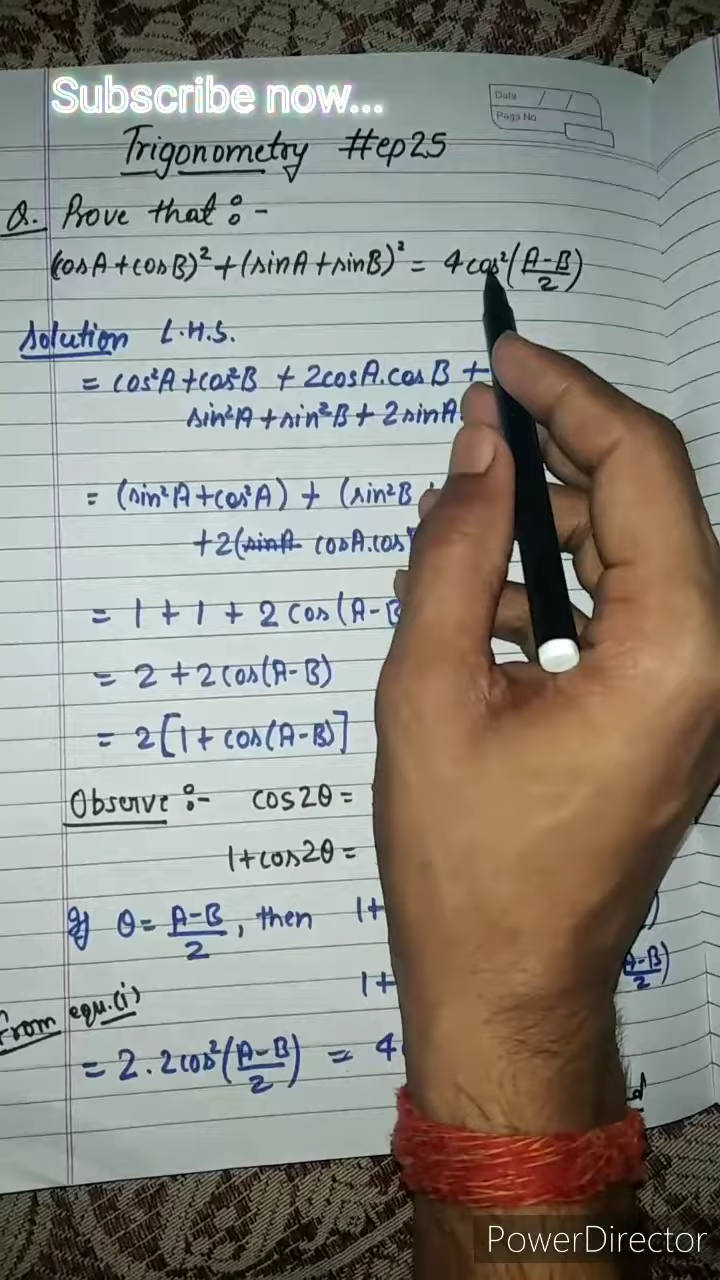 Subscribe now...
Date / /
Page No
Trigonometry #ep25
Q. Prove that :-
(cosA+cosB)²+(sinA+sinB)² = 4cos²(A-B/2)
Solution L.H.S.
= cos²A+cos²B + 2cosA.cosB +
sin²A+sin²B+ 2sinA
= (sin²A+cos²A) + (sin²B
+2( cosA.cos
= 1 + 1 + 2 cos(A-B
= 2 + 2cos(A-B)
= 2[1+ cos(A-B)]
Observe :- cos2θ =
1+cos2θ =
If θ= A-B/2, then 1+ )
1+ A-B/2)
From equ.(i)
= 2.2cos²(A-B/2) = 4
PowerDirector